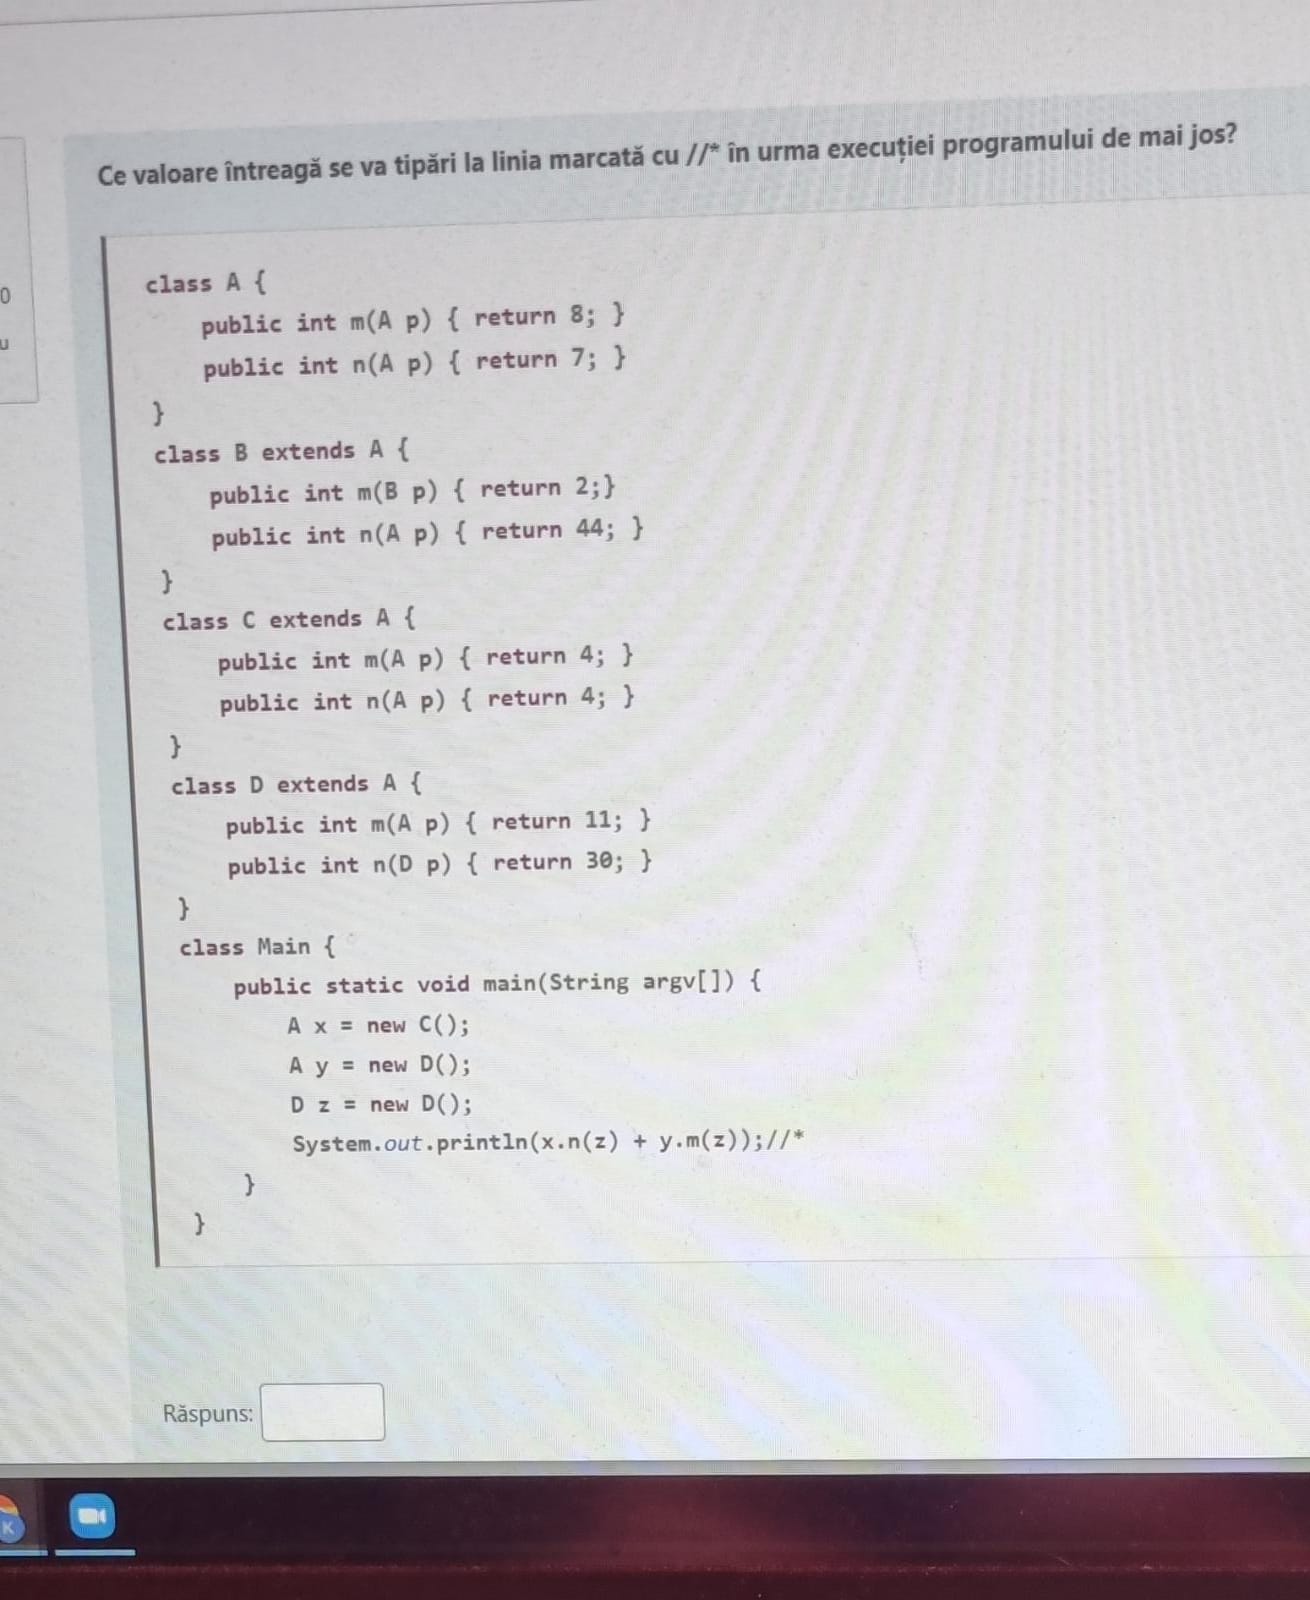 0
u
Ce valoare întreagă se va tipări la linia marcată cu //* în urma execuției programului de mai jos?
class A {
public int m(A p) { return 8; }
public int n(A p) { return 7; }
}
class B extends A {
public int m(B p) { return 2;}
public int n(A p) { return 44; }
}
class C extends A {
public int m(A p) { return 4; }
public int n(A p) { return 4; }
}
class D extends A {
public int m(A p) { return 11; }
public int n(D p) { return 30; }
}
class Main {
public static void main(String argv[]) {
A x = new C();
A y = new D();
D z = new D();
System.out.println(x.n(z) + y.m(z));//*
}
}
Răspuns:
K